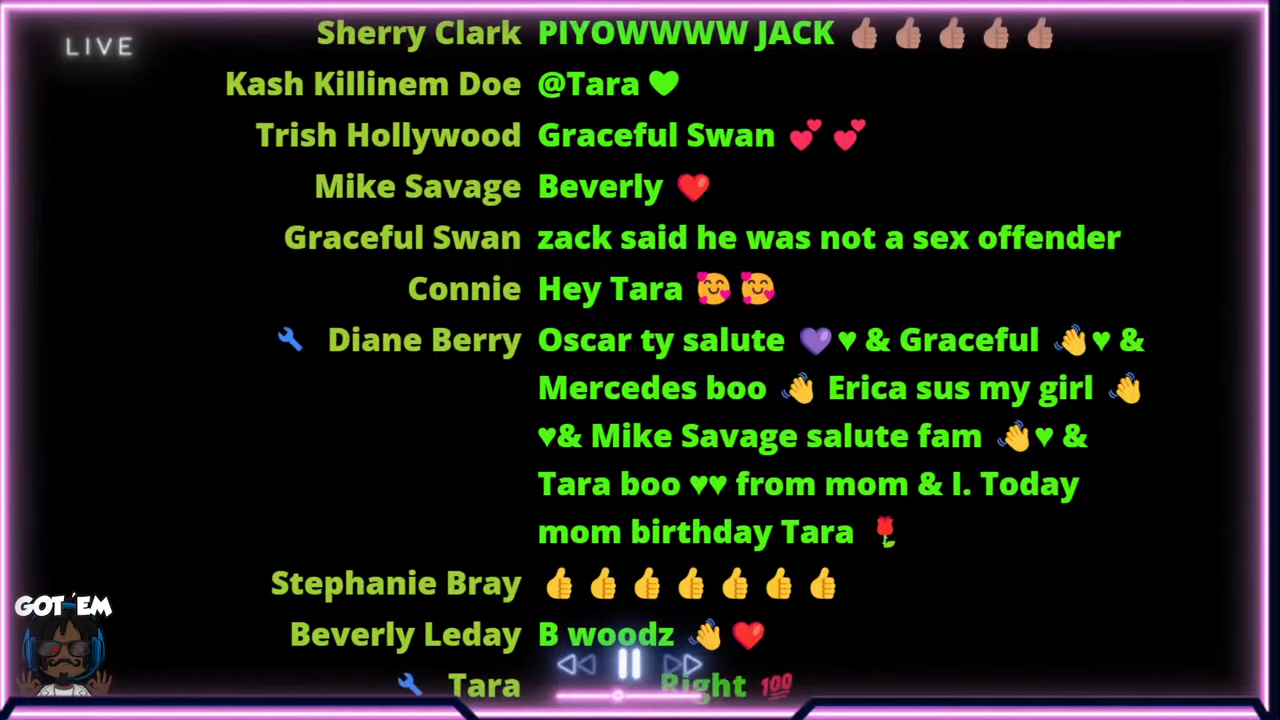 LIVE
Sherry Clark PIYOWWWW JACK 👍🏽 👍🏽 👍🏽 👍🏽 👍🏽
Kash Killinem Doe @Tara 💚
Trish Hollywood Graceful Swan 💕 💕
Mike Savage Beverly ❤️
Graceful Swan zack said he was not a sex offender
Connie Hey Tara 🥰 🥰
Diane Berry Oscar ty salute 💜 ♥ & Graceful 👋 ♥ &
Mercedes boo 👋 Erica sus my girl 👋
♥& Mike Savage salute fam 👋 ♥ &
Tara boo ♥♥ from mom & I. Today
mom birthday Tara 🌹
Stephanie Bray 👍 👍 👍 👍 👍 👍 👍
Beverly Leday B woodz 👋 ❤️
Tara Right 💯
GOT 'EM